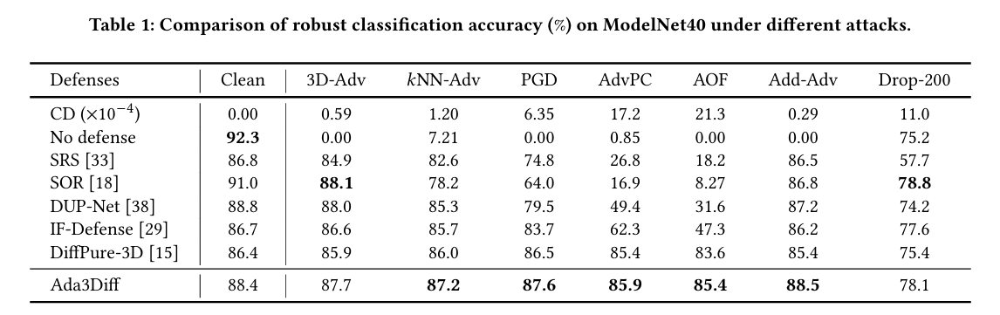 Table 1: Comparison of robust classification accuracy (%) on ModelNet40 under different attacks.
Defenses Clean 3D-Adv kNN-Adv PGD AdvPC AOF Add-Adv Drop-200
CD (×10⁻⁴) 0.00 0.59 1.20 6.35 17.2 21.3 0.29 11.0
No defense 92.3 0.00 7.21 0.00 0.85 0.00 0.00 75.2
SRS [33] 86.8 84.9 82.6 74.8 26.8 18.2 86.5 57.7
SOR [18] 91.0 88.1 78.2 64.0 16.9 8.27 86.8 78.8
DUP-Net [38] 88.8 88.0 85.3 79.5 49.4 31.6 87.2 74.2
IF-Defense [29] 86.7 86.6 85.7 83.7 62.3 47.3 86.2 77.6
DiffPure-3D [15] 86.4 85.9 86.0 86.5 85.4 83.6 85.4 75.4
Ada3Diff 88.4 87.7 87.2 87.6 85.9 85.4 88.5 78.1